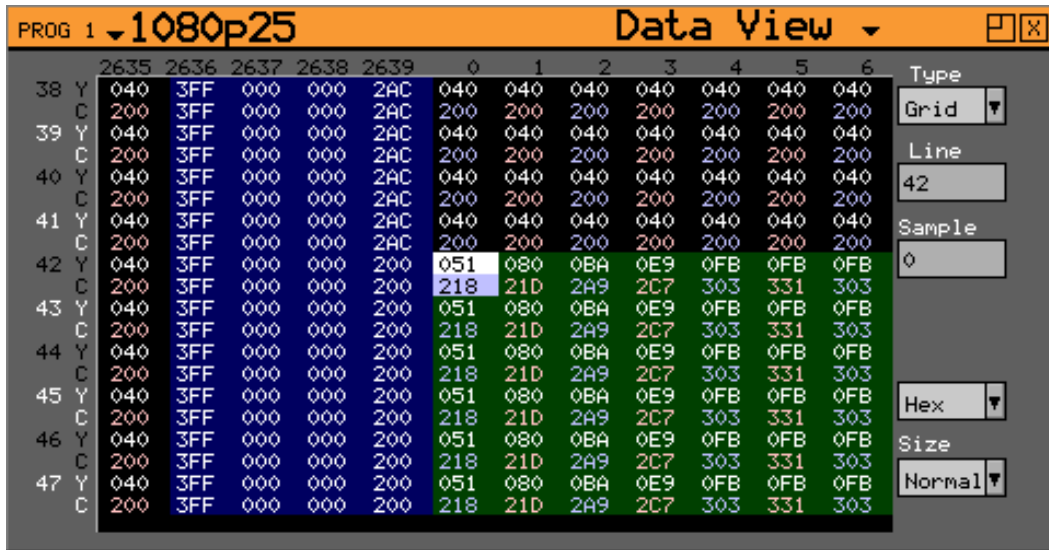 PROG 1 1080p25 Data View
2635 2636 2637 2638 2639 0 1 2 3 4 5 6 Type
38 Y 040 3FF 000 000 2AC 040 040 040 040 040 040 040
C 200 3FF 000 000 2AC 200 200 200 200 200 200 200 Grid
39 Y 040 3FF 000 000 2AC 040 040 040 040 040 040 040
C 200 3FF 000 000 2AC 200 200 200 200 200 200 200 Line
40 Y 040 3FF 000 000 2AC 040 040 040 040 040 040 040 42
C 200 3FF 000 000 2AC 200 200 200 200 200 200 200
41 Y 040 3FF 000 000 2AC 040 040 040 040 040 040 040 Sample
C 200 3FF 000 000 2AC 200 200 200 200 200 200 200
42 Y 040 3FF 000 000 200 051 080 0BA 0E9 0FB 0FB 0FB 0
C 200 3FF 000 000 200 218 21D 2A9 2C7 303 331 303
43 Y 040 3FF 000 000 200 051 080 0BA 0E9 0FB 0FB 0FB
C 200 3FF 000 000 200 218 21D 2A9 2C7 303 331 303
44 Y 040 3FF 000 000 200 051 080 0BA 0E9 0FB 0FB 0FB
C 200 3FF 000 000 200 218 21D 2A9 2C7 303 331 303
45 Y 040 3FF 000 000 200 051 080 0BA 0E9 0FB 0FB 0FB Hex
C 200 3FF 000 000 200 218 21D 2A9 2C7 303 331 303
46 Y 040 3FF 000 000 200 051 080 0BA 0E9 0FB 0FB 0FB Size
C 200 3FF 000 000 200 218 21D 2A9 2C7 303 331 303
47 Y 040 3FF 000 000 200 051 080 0BA 0E9 0FB 0FB 0FB Normal
C 200 3FF 000 000 200 218 21D 2A9 2C7 303 331 303